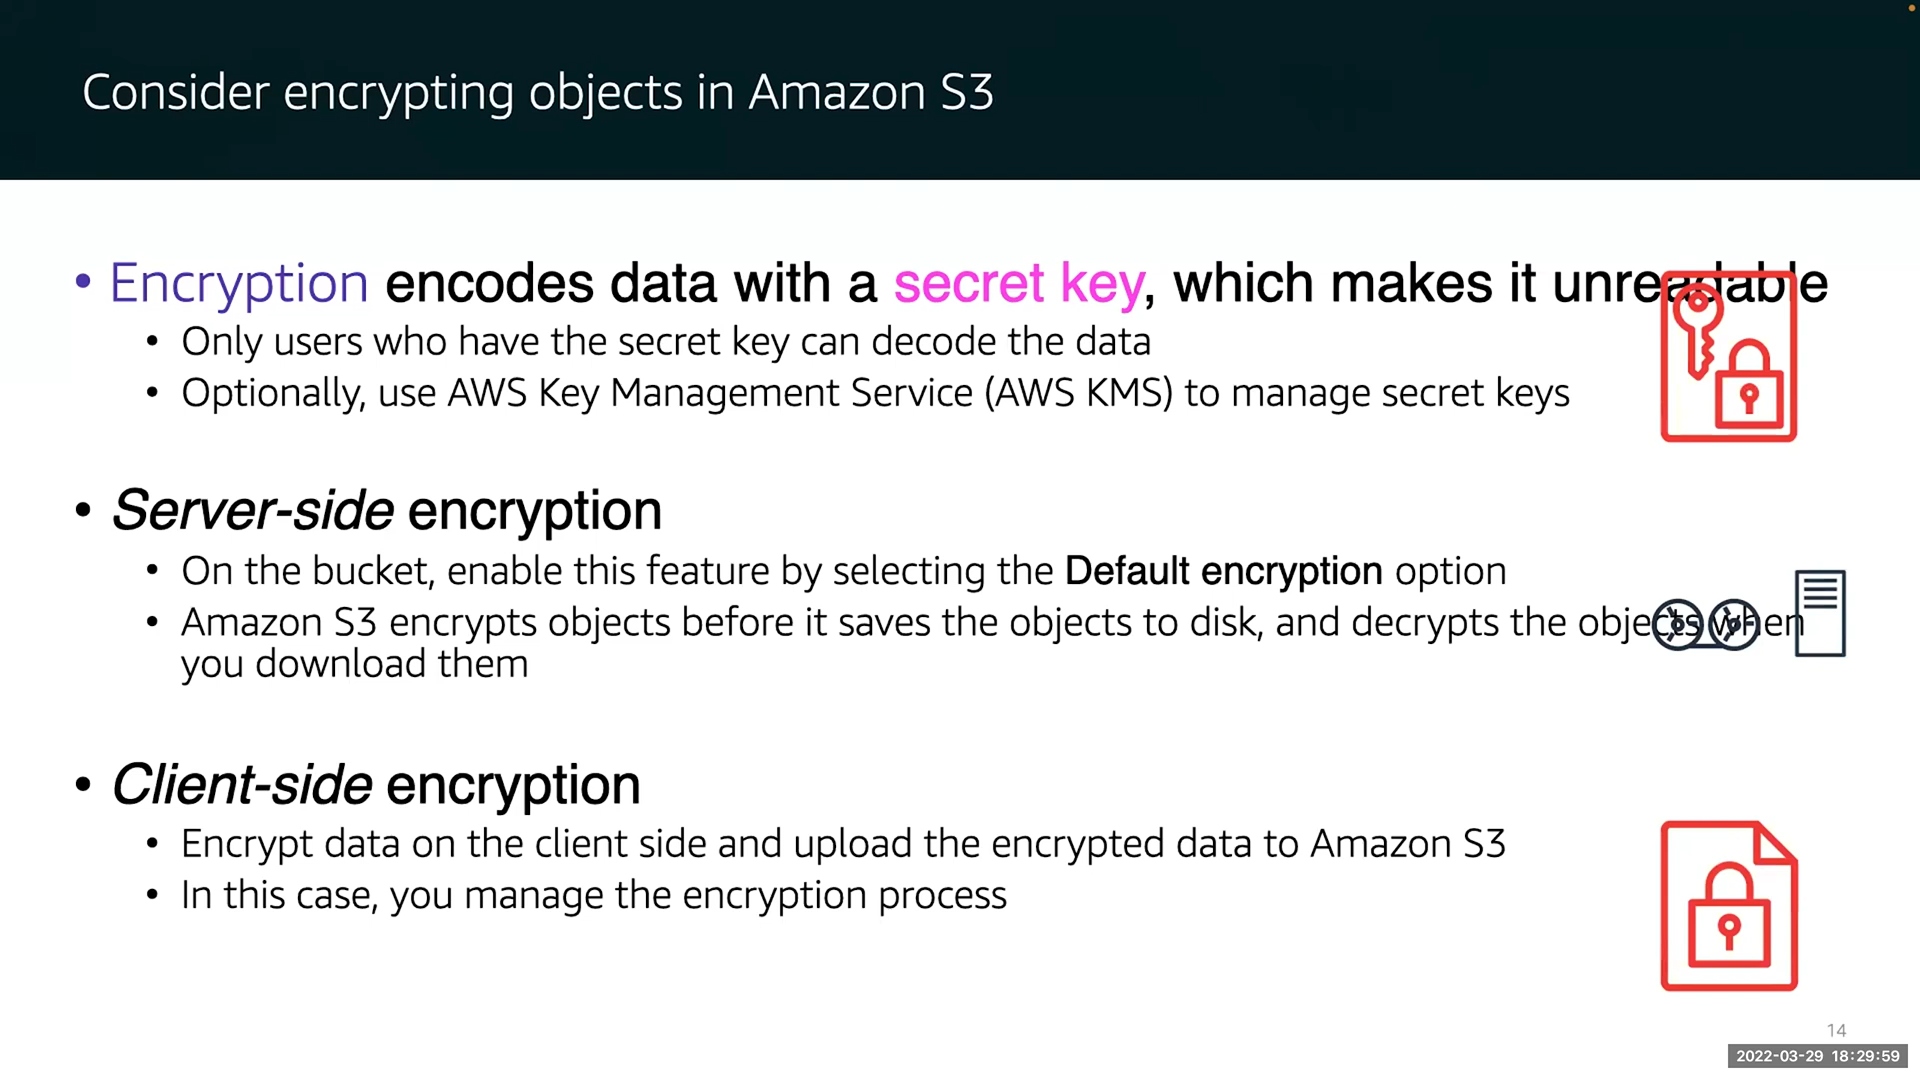 Consider encrypting objects in Amazon S3
• Encryption encodes data with a secret key, which makes it unreadable
• Only users who have the secret key can decode the data
• Optionally, use AWS Key Management Service (AWS KMS) to manage secret keys
• Server-side encryption
• On the bucket, enable this feature by selecting the Default encryption option
• Amazon S3 encrypts objects before it saves the objects to disk, and decrypts the objects when
you download them
• Client-side encryption
• Encrypt data on the client side and upload the encrypted data to Amazon S3
• In this case, you manage the encryption process
14
2022-03-29 18:29:59